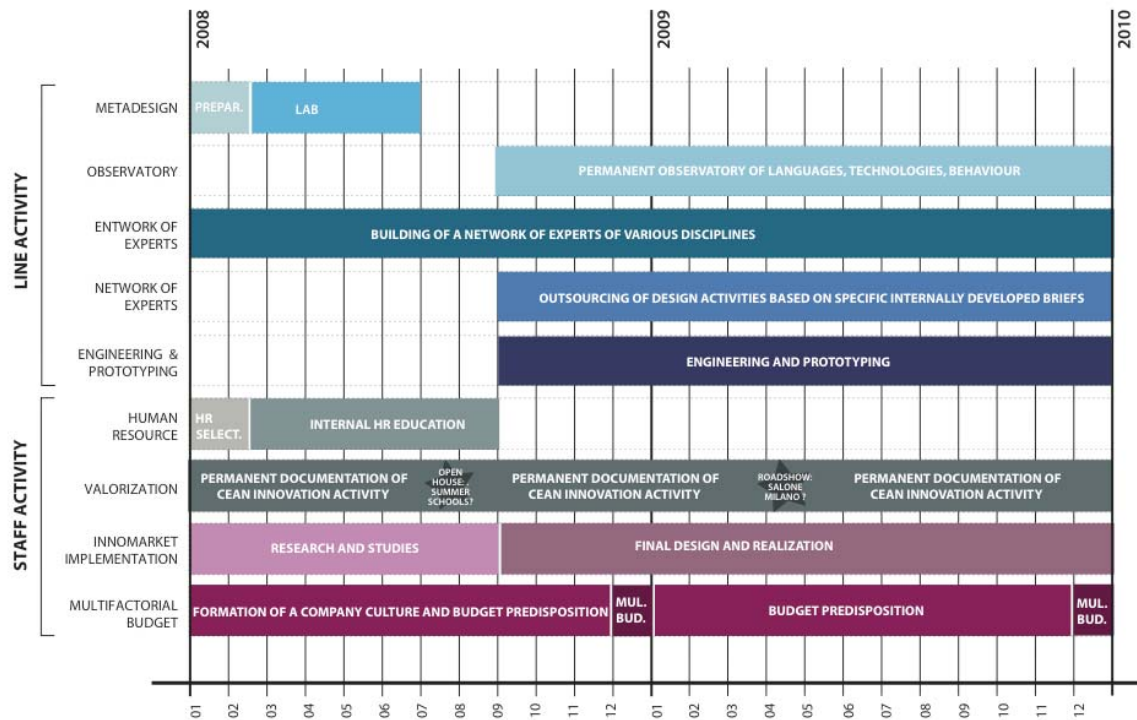 2008
2009
2010
LINE ACTIVITY
METADESIGN
PREPAR.
LAB
OBSERVATORY
PERMANENT OBSERVATORY OF LANGUAGES, TECHNOLOGIES, BEHAVIOUR
ENTWORK OF
EXPERTS
BUILDING OF A NETWORK OF EXPERTS OF VARIOUS DISCIPLINES
NETWORK OF
EXPERTS
OUTSOURCING OF DESIGN ACTIVITIES BASED ON SPECIFIC INTERNALLY DEVELOPED BRIEFS
ENGINEERING &
PROTOTYPING
ENGINEERING AND PROTOTYPING
STAFF ACTIVITY
HUMAN
RESOURCE
HR
SELECT.
INTERNAL HR EDUCATION
VALORIZATION
PERMANENT DOCUMENTATION OF
CEAN INNOVATION ACTIVITY
OPEN
HOUSE:
SUMMER
SCHOOLS?
PERMANENT DOCUMENTATION OF
CEAN INNOVATION ACTIVITY
ROADSHOW:
SALONE
MILANO ?
PERMANENT DOCUMENTATION OF
CEAN INNOVATION ACTIVITY
INNOMARKET
IMPLEMENTATION
RESEARCH AND STUDIES
FINAL DESIGN AND REALIZATION
MULTIFACTORIAL
BUDGET
FORMATION OF A COMPANY CULTURE AND BUDGET PREDISPOSITION
MUL.
BUD.
BUDGET PREDISPOSITION
MUL.
BUD.
01
02
03
04
05
06
07
08
09
10
11
12
01
02
03
04
05
06
07
08
09
10
11
12